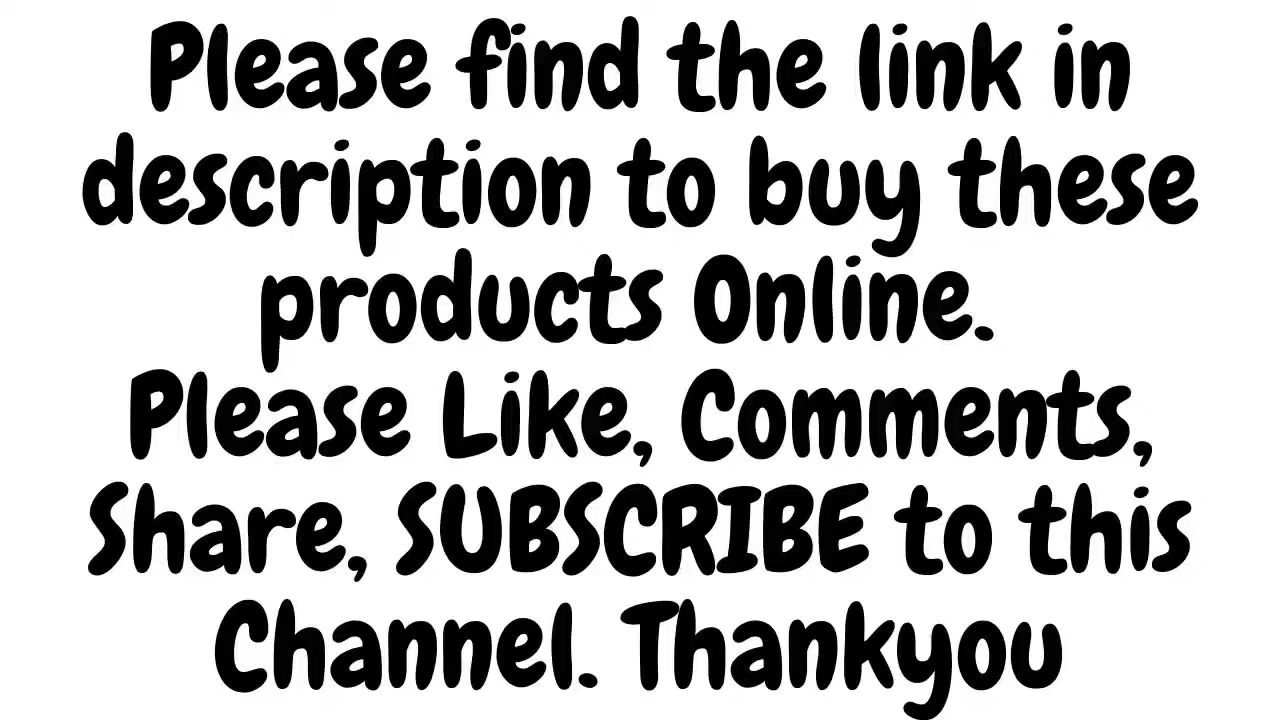 Please find the link in
description to buy these
products Online.
Please Like, Comments,
Share, SUBSCRIBE to this
Channel. Thankyou